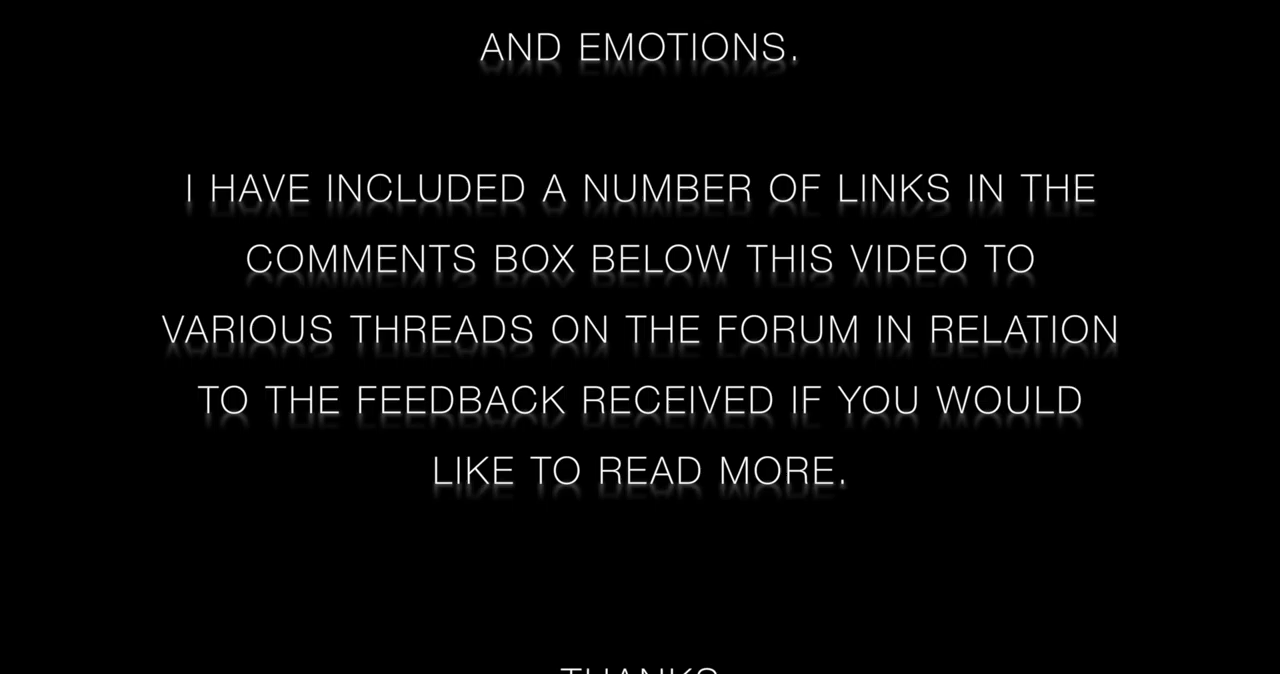 AND EMOTIONS.
I HAVE INCLUDED A NUMBER OF LINKS IN THE
COMMENTS BOX BELOW THIS VIDEO TO
VARIOUS THREADS ON THE FORUM IN RELATION
TO THE FEEDBACK RECEIVED IF YOU WOULD
LIKE TO READ MORE.
THANKS